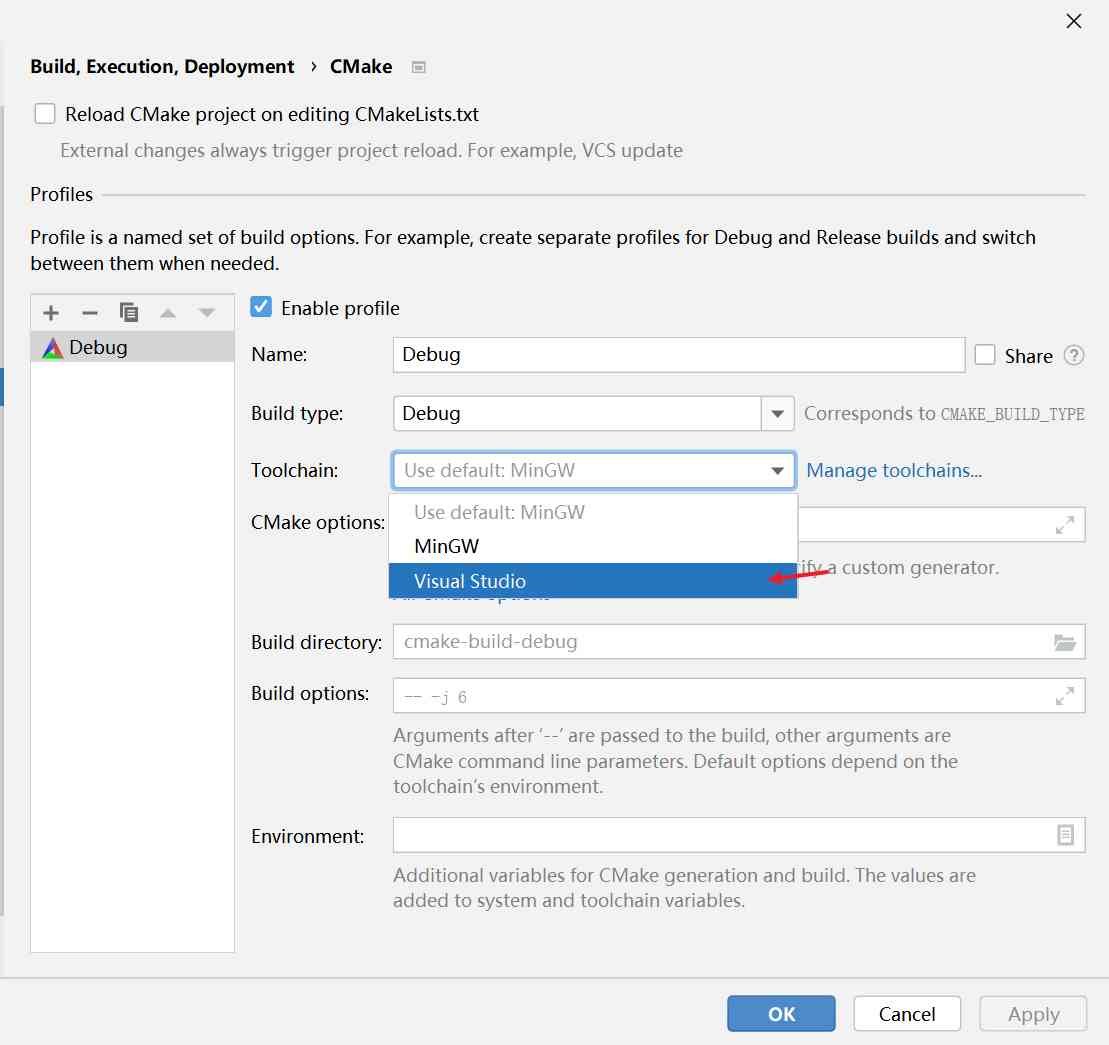 Build, Execution, Deployment › CMake
Reload CMake project on editing CMakeLists.txt
External changes always trigger project reload. For example, VCS update
Profiles
Profile is a named set of build options. For example, create separate profiles for Debug and Release builds and switch
between them when needed.
Debug
Enable profile
Name: Debug Share ?
Build type: Debug Corresponds to CMAKE_BUILD_TYPE
Toolchain: Use default: MinGW Manage toolchains...
Use default: MinGW
CMake options:
MinGW
Visual Studio
a custom generator.
Build directory: cmake-build-debug
Build options: -- -j 6
Arguments after ‘--’ are passed to the build, other arguments are
CMake command line parameters. Default options depend on the
toolchain’s environment.
Environment:
Additional variables for CMake generation and build. The values are
added to system and toolchain variables.
OK Cancel Apply